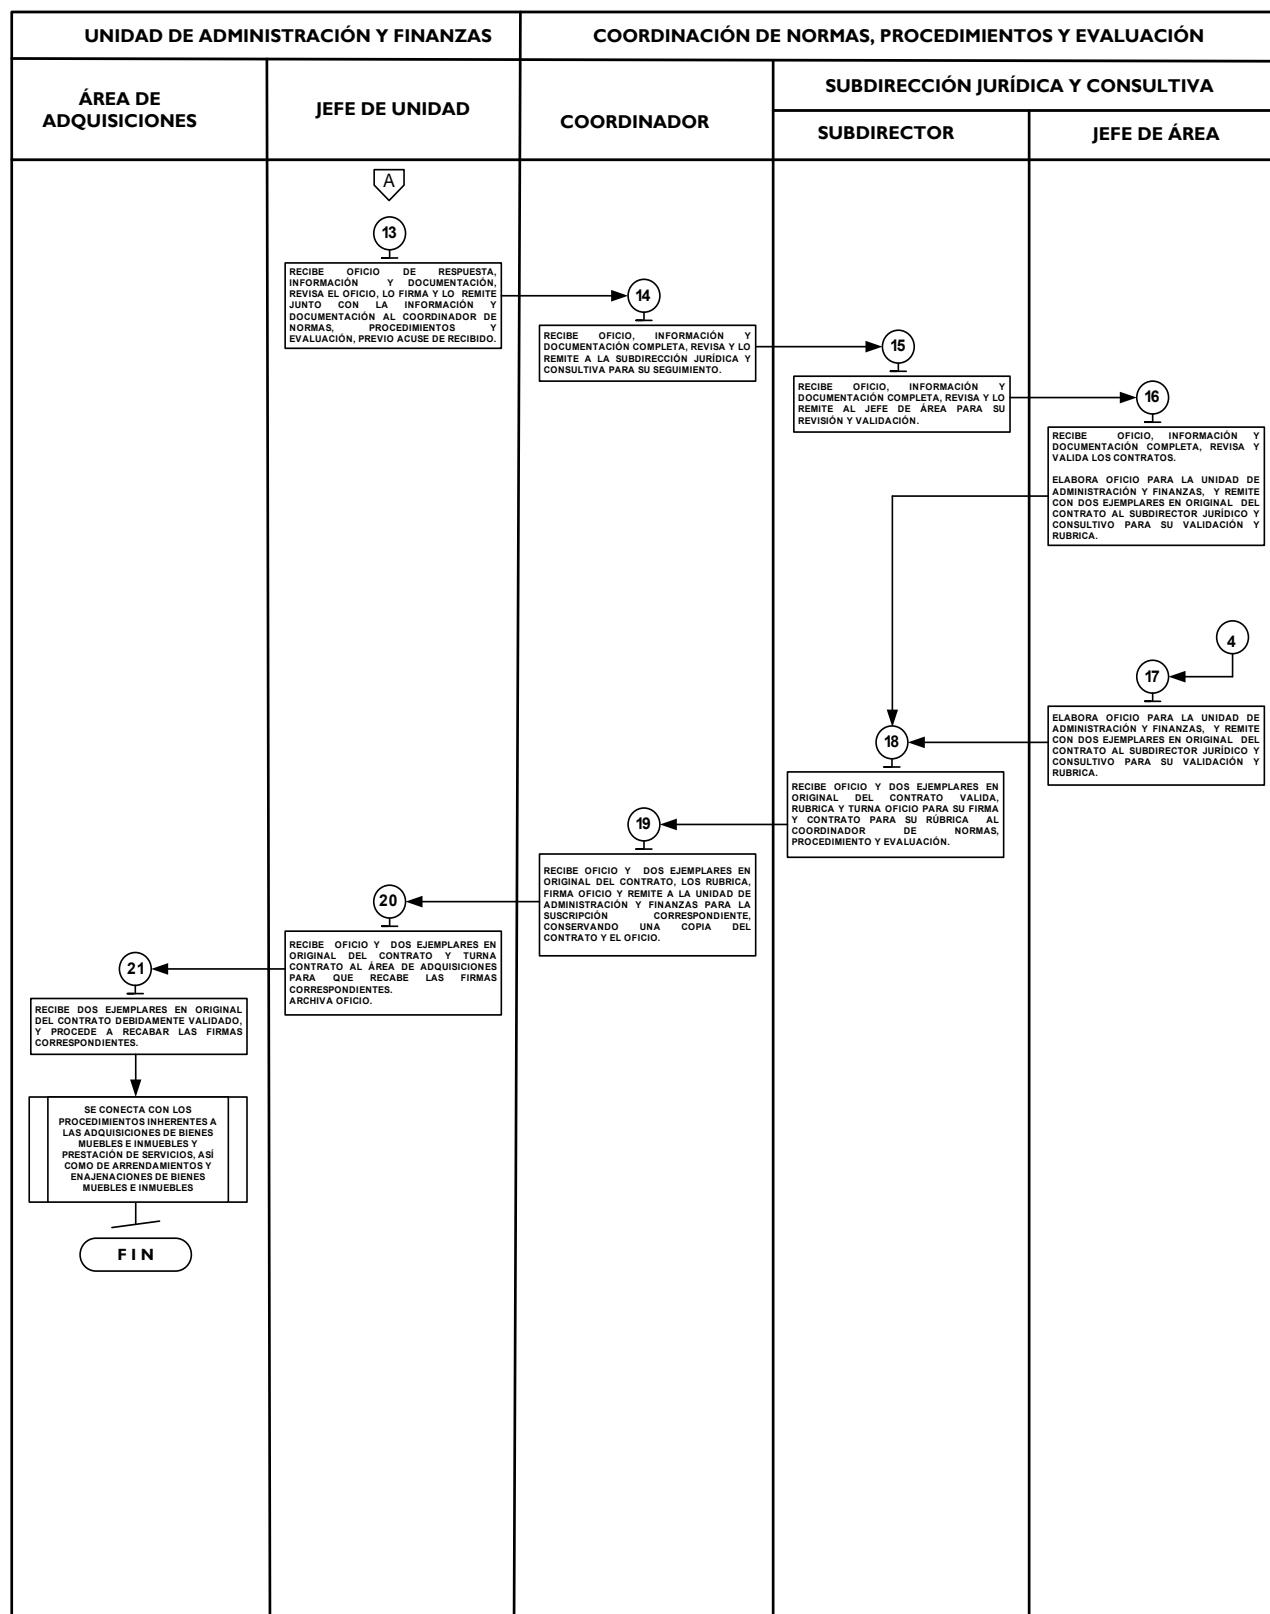 UNIDAD DE ADMINISTRACIÓN Y FINANZAS
COORDINACIÓN DE NORMAS, PROCEDIMIENTOS Y EVALUACIÓN
ÁREA DE
ADQUISICIONES
JEFE DE UNIDAD
COORDINADOR
SUBDIRECCIÓN JURÍDICA Y CONSULTIVA
SUBDIRECTOR
JEFE DE ÁREA
A
13
RECIBE OFICIO DE RESPUESTA,
INFORMACIÓN Y DOCUMENTACIÓN,
REVISA EL OFICIO, LO FIRMA Y LO REMITE
JUNTO CON LA INFORMACIÓN Y
DOCUMENTACIÓN AL COORDINADOR DE
NORMAS, PROCEDIMIENTOS Y
EVALUACIÓN, PREVIO ACUSE DE RECIBIDO.
14
RECIBE OFICIO, INFORMACIÓN Y
DOCUMENTACIÓN COMPLETA, REVISA Y LO
REMITE A LA SUBDIRECCIÓN JURÍDICA Y
CONSULTIVA PARA SU SEGUIMIENTO.
15
RECIBE OFICIO, INFORMACIÓN Y
DOCUMENTACIÓN COMPLETA, REVISA Y LO
REMITE AL JEFE DE ÁREA PARA SU
REVISIÓN Y VALIDACIÓN.
16
RECIBE OFICIO, INFORMACIÓN Y
DOCUMENTACIÓN COMPLETA, REVISA Y
VALIDA LOS CONTRATOS.
ELABORA OFICIO PARA LA UNIDAD DE
ADMINISTRACIÓN Y FINANZAS, Y REMITE
CON DOS EJEMPLARES EN ORIGINAL DEL
CONTRATO AL SUBDIRECTOR JURÍDICO Y
CONSULTIVO PARA SU VALIDACIÓN Y
RUBRICA.
4
17
ELABORA OFICIO PARA LA UNIDAD DE
ADMINISTRACIÓN Y FINANZAS, Y REMITE
CON DOS EJEMPLARES EN ORIGINAL DEL
CONTRATO AL SUBDIRECTOR JURÍDICO Y
CONSULTIVO PARA SU VALIDACIÓN Y
RUBRICA.
18
RECIBE OFICIO Y DOS EJEMPLARES EN
ORIGINAL DEL CONTRATO VALIDA,
RUBRICA Y TURNA OFICIO PARA SU FIRMA
Y CONTRATO PARA SU RÚBRICA AL
COORDINADOR DE NORMAS,
PROCEDIMIENTO Y EVALUACIÓN.
19
RECIBE OFICIO Y DOS EJEMPLARES EN
ORIGINAL DEL CONTRATO, LOS RUBRICA,
FIRMA OFICIO Y REMITE A LA UNIDAD DE
ADMINISTRACIÓN Y FINANZAS PARA LA
SUSCRIPCIÓN CORRESPONDIENTE,
CONSERVANDO UNA COPIA DEL
CONTRATO Y EL OFICIO.
20
RECIBE OFICIO Y DOS EJEMPLARES EN
ORIGINAL DEL CONTRATO Y TURNA
CONTRATO AL ÁREA DE ADQUISICIONES
PARA QUE RECABE LAS FIRMAS
CORRESPONDIENTES.
ARCHIVA OFICIO.
21
RECIBE DOS EJEMPLARES EN ORIGINAL
DEL CONTRATO DEBIDAMENTE VALIDADO,
Y PROCEDE A RECABAR LAS FIRMAS
CORRESPONDIENTES.
SE CONECTA CON LOS
PROCEDIMIENTOS INHERENTES A
LAS ADQUISICIONES DE BIENES
MUEBLES E INMUEBLES Y
PRESTACIÓN DE SERVICIOS, ASÍ
COMO DE ARRENDAMIENTOS Y
ENAJENACIONES DE BIENES
MUEBLES E INMUEBLES
F I N